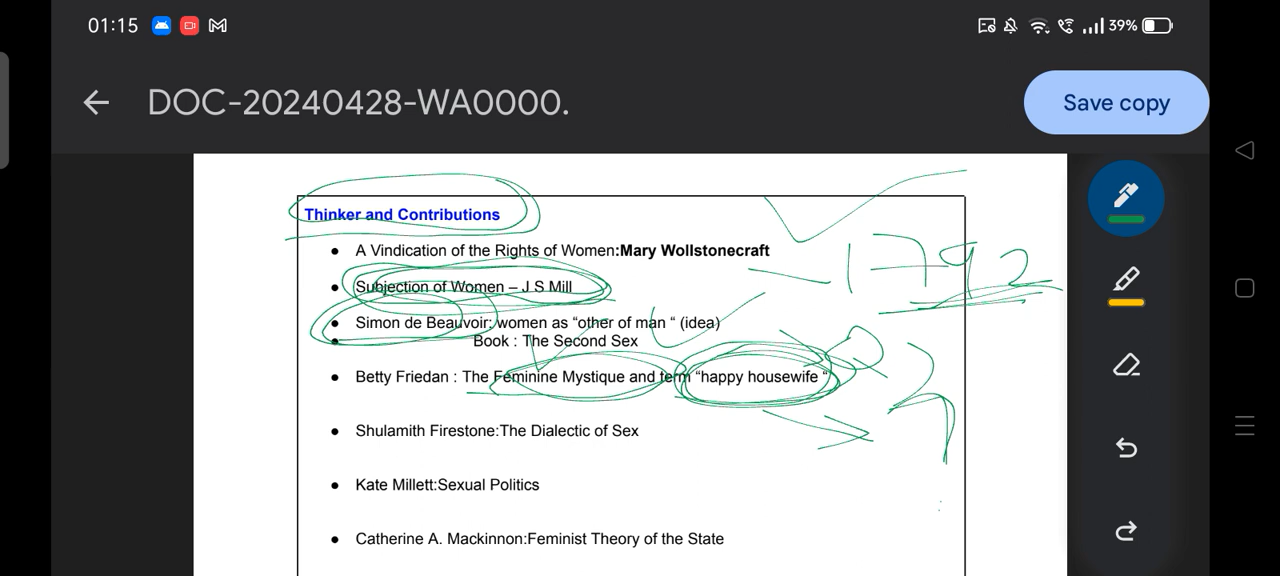 01:15 39%
DOC-20240428-WA0000.
Save copy
Thinker and Contributions
● A Vindication of the Rights of Women:Mary Wollstonecraft
– 1792
● Subjection of Women – J S Mill
● Simon de Beauvoir: women as “other of man “ (idea)
● Book : The Second Sex
● Betty Friedan : The Feminine Mystique and term “happy housewife “
● Shulamith Firestone:The Dialectic of Sex
● Kate Millett:Sexual Politics
● Catherine A. Mackinnon:Feminist Theory of the State